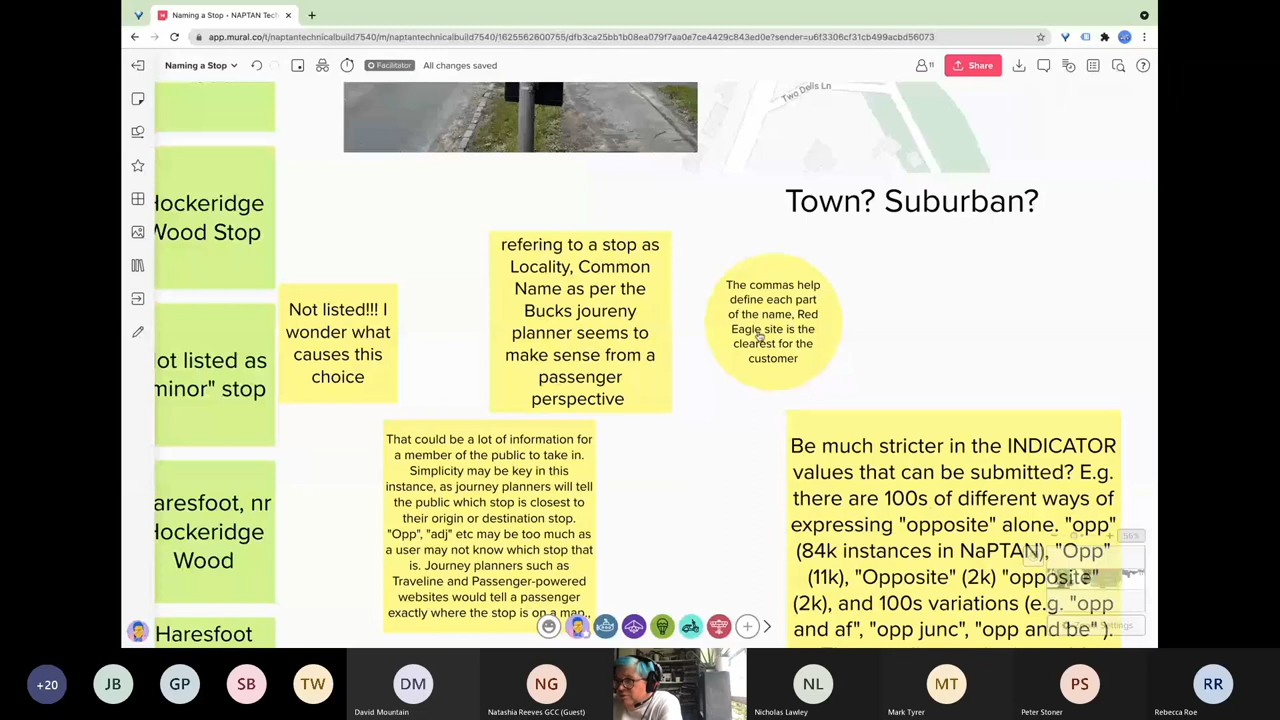 Naming a Stop • NAPTAN Tech
app.mural.co/t/naptantechnicalbuild7540/m/naptantechnicalbuild7540/1625562600755/dfb3ca25bb1b08ea079f7aa0e7ce4429c843ed0e?sender=u6f3306cf31cb499acbd56073
Naming a Stop
Facilitator
All changes saved
11
Share
Two Dells Ln
Town? Suburban?
Hockeridge
Wood Stop
Not listed!!! I
wonder what
causes this
choice
refering to a stop as
Locality, Common
Name as per the
Bucks joureny
planner seems to
make sense from a
passenger
perspective
The commas help
define each part
of the name, Red
Eagle site is the
clearest for the
customer
ot listed as
minor" stop
That could be a lot of information for
a member of the public to take in.
Simplicity may be key in this
instance, as journey planners will tell
the public which stop is closest to
their origin or destination stop.
"Opp", "adj" etc may be too much as
a user may not know which stop that
is. Journey planners such as
Traveline and Passenger-powered
websites would tell a passenger
exactly where the stop is on a map.,
Be much stricter in the INDICATOR
values that can be submitted? E.g.
there are 100s of different ways of
expressing "opposite" alone. "opp"
(84k instances in NaPTAN), "Opp"
(11k), "Opposite" (2k) "opposite"
(2k), and 100s variations (e.g. "opp
and af", "opp junc", "opp and be" ).
aresfoot, nr
Hockeridge
Wood
Haresfoot
56%
Settings
+20
JB
GP
SB
TW
DM
David Mountain
NG
Natashia Reeves GCC (Guest)
NL
Nicholas Lawley
MT
Mark Tyrer
PS
Peter Stoner
RR
Rebecca Roe